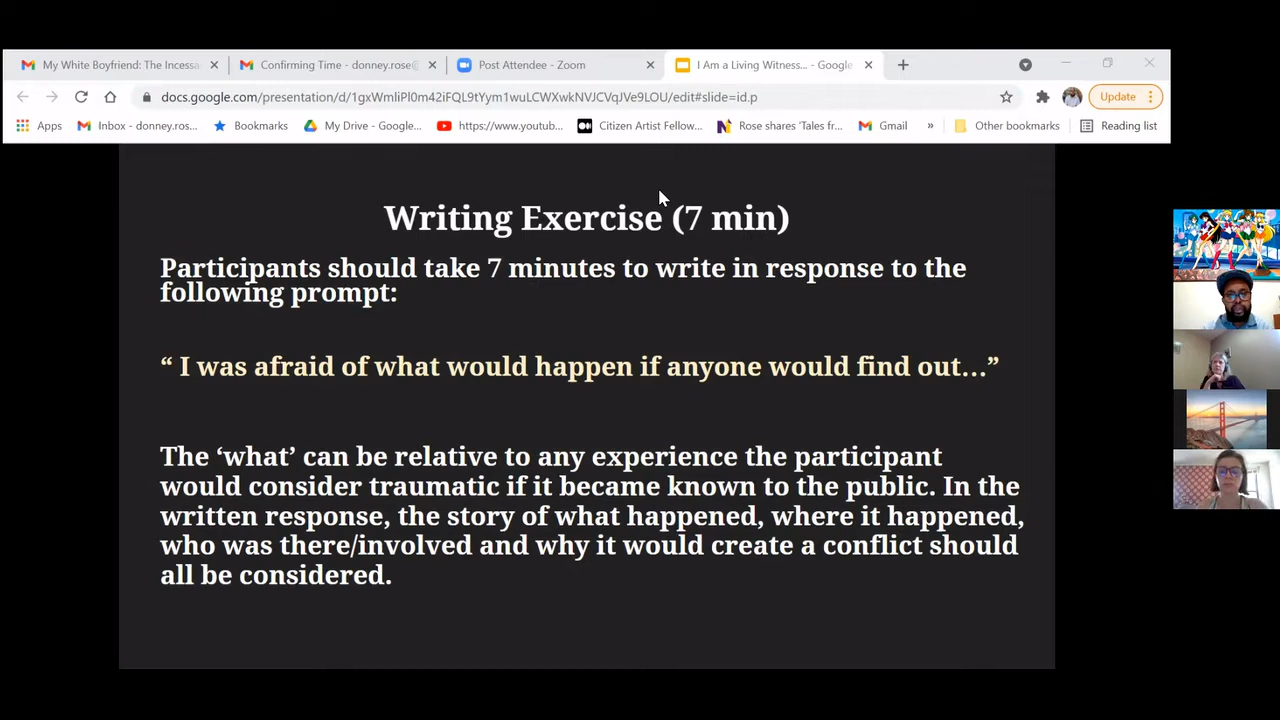 My White Boyfriend: The Incessa
Confirming Time - donney.rose@
Post Attendee - Zoom
I Am a Living Witness... - Google
docs.google.com/presentation/d/1gxWmliPl0m42iFQL9tYym1wuLCWXwkNVJCVqJVe9LOU/edit#slide=id.p
Update
Apps
Inbox - donney.ros...
Bookmarks
My Drive - Google...
https://www.youtub...
Citizen Artist Fellow...
Rose shares 'Tales fr...
Gmail
»
Other bookmarks
Reading list
Writing Exercise (7 min)
Participants should take 7 minutes to write in response to the
following prompt:
“ I was afraid of what would happen if anyone would find out…”
The ‘what’ can be relative to any experience the participant
would consider traumatic if it became known to the public. In the
written response, the story of what happened, where it happened,
who was there/involved and why it would create a conflict should
all be considered.